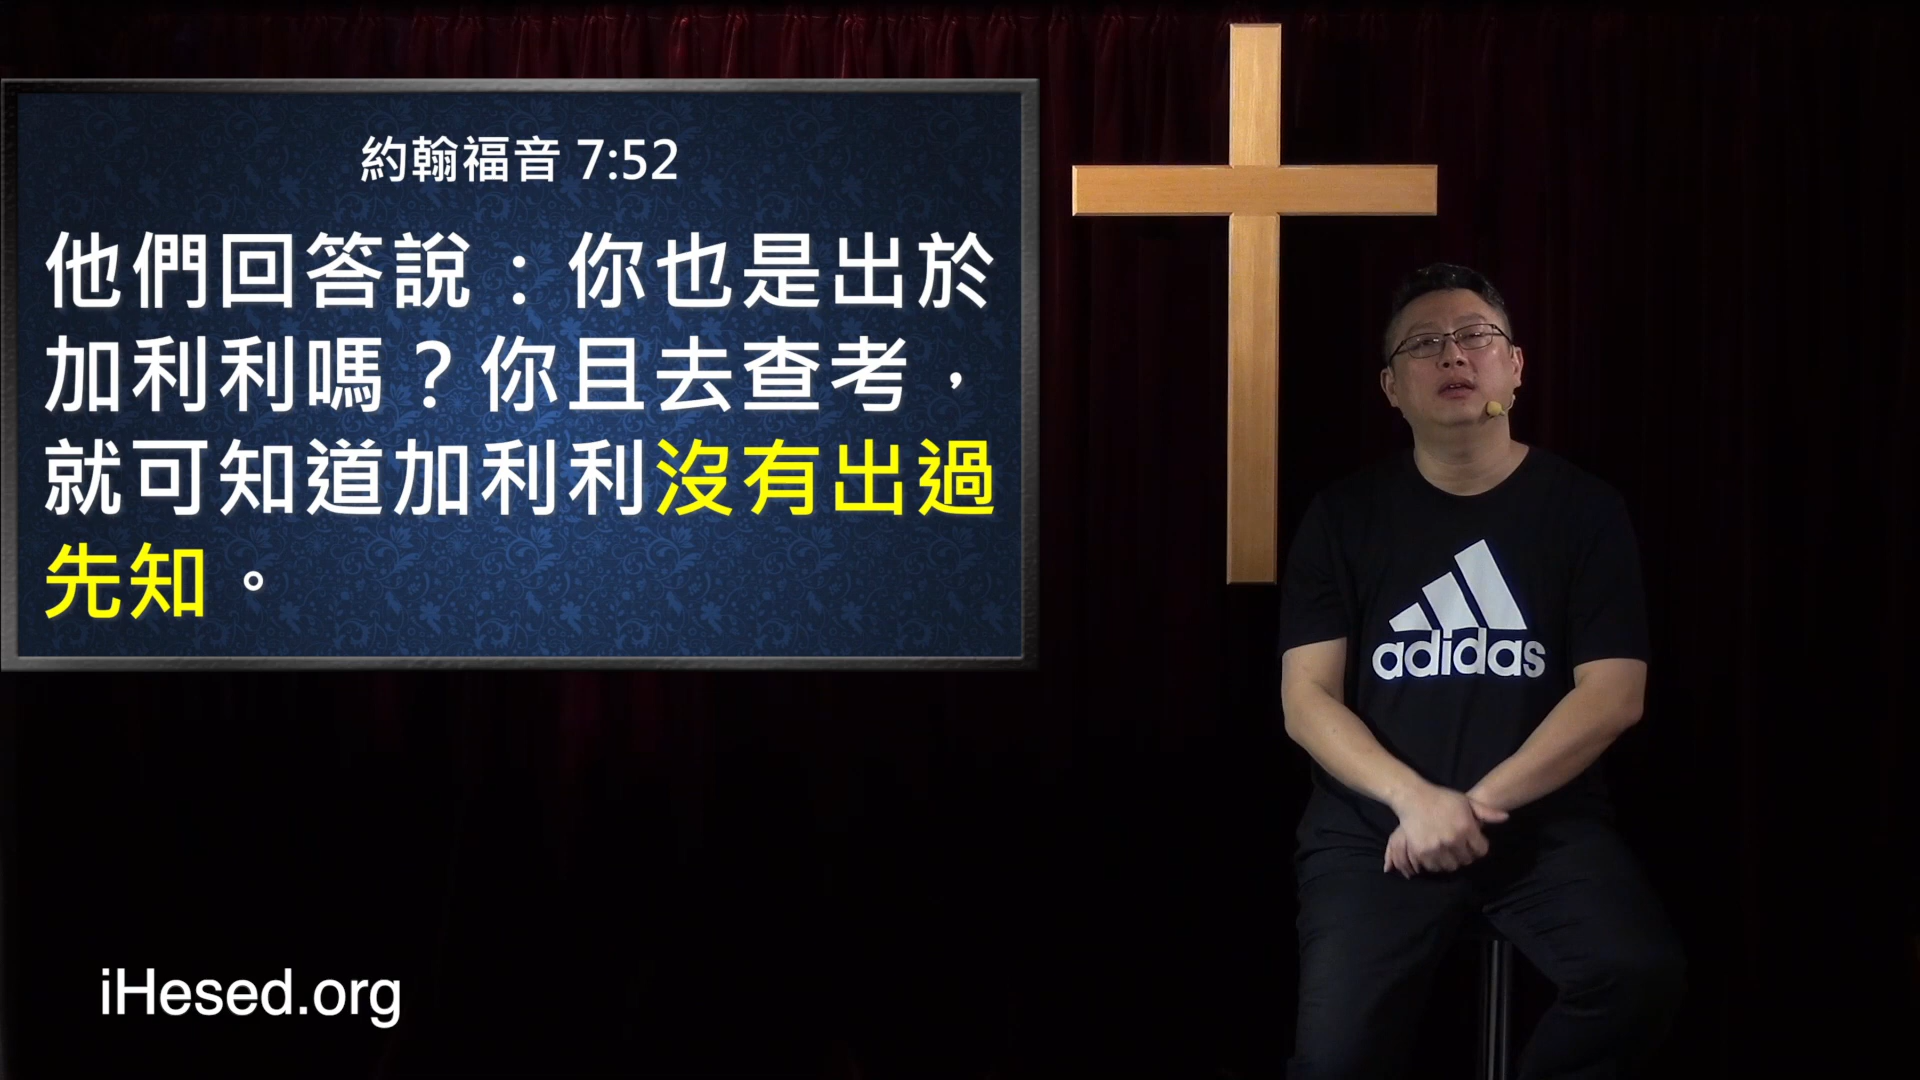 約翰福音 7:52
他們回答說：你也是出於
加利利嗎？你且去查考，
就可知道加利利沒有出過
先知。
adidas
iHesed.org